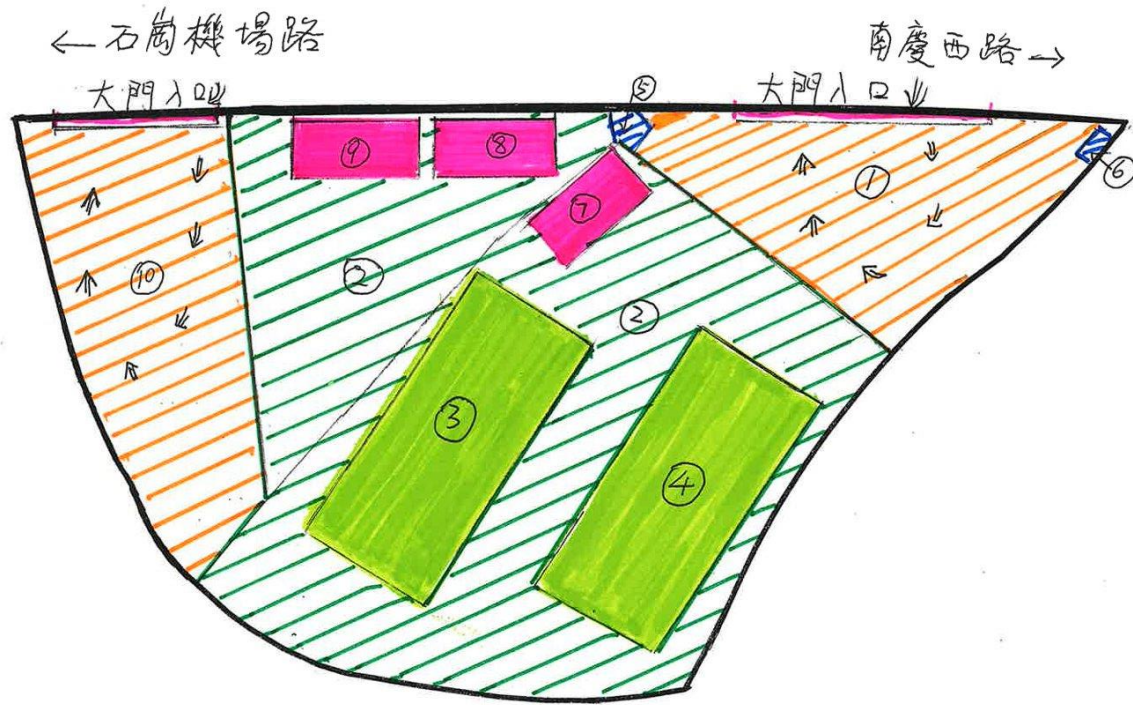 ← 石崗機場路
南慶西路 →
大門入口
⑤
大門入口
⑨
⑧
①
⑥
⑦
⑩
②
②
③
④